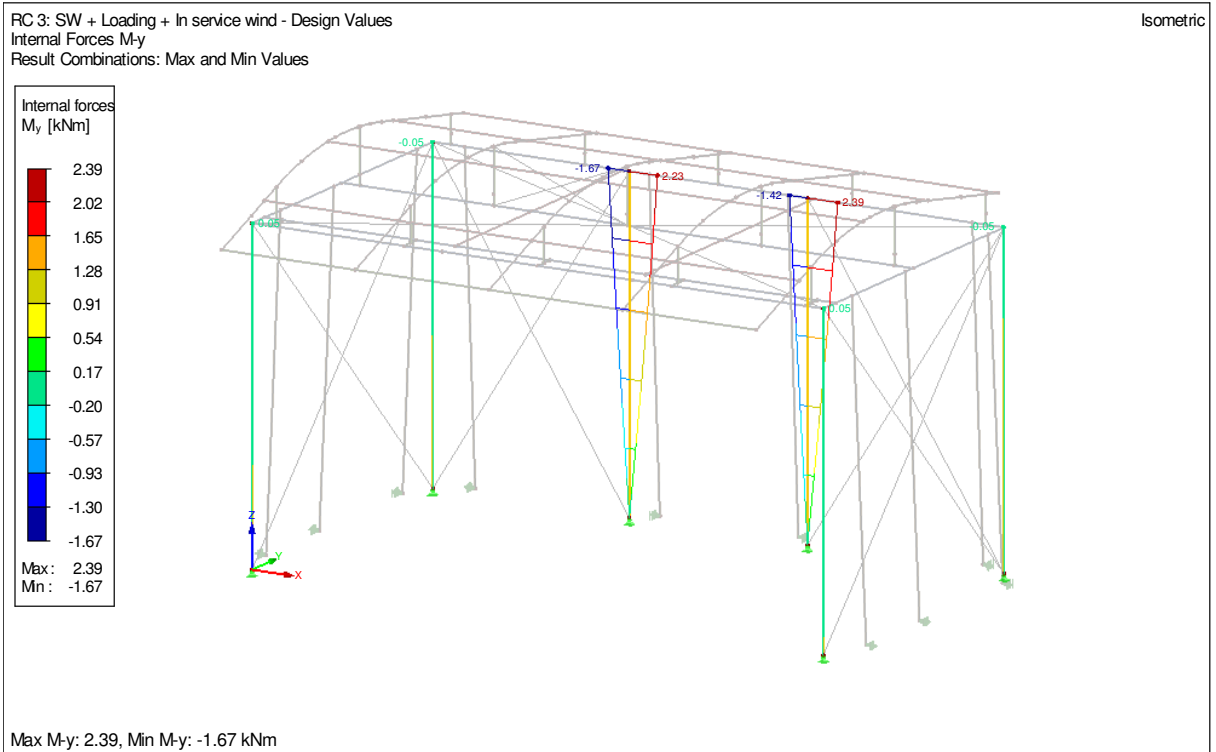 RC 3: SW + Loading + In service wind - Design Values
Isometric
Internal Forces M-y
Result Combinations: Max and Min Values
Internal forces
My [kNm]
2.39
2.02
1.65
1.28
0.91
0.54
0.17
-0.20
-0.57
-0.93
-1.30
-1.67
Max : 2.39
Min : -1.67
-0.05
-1.67
2.23
-1.42
2.39
0.05
-0.05
0.05
Z
Y
X
Max M-y: 2.39, Min M-y: -1.67 kNm